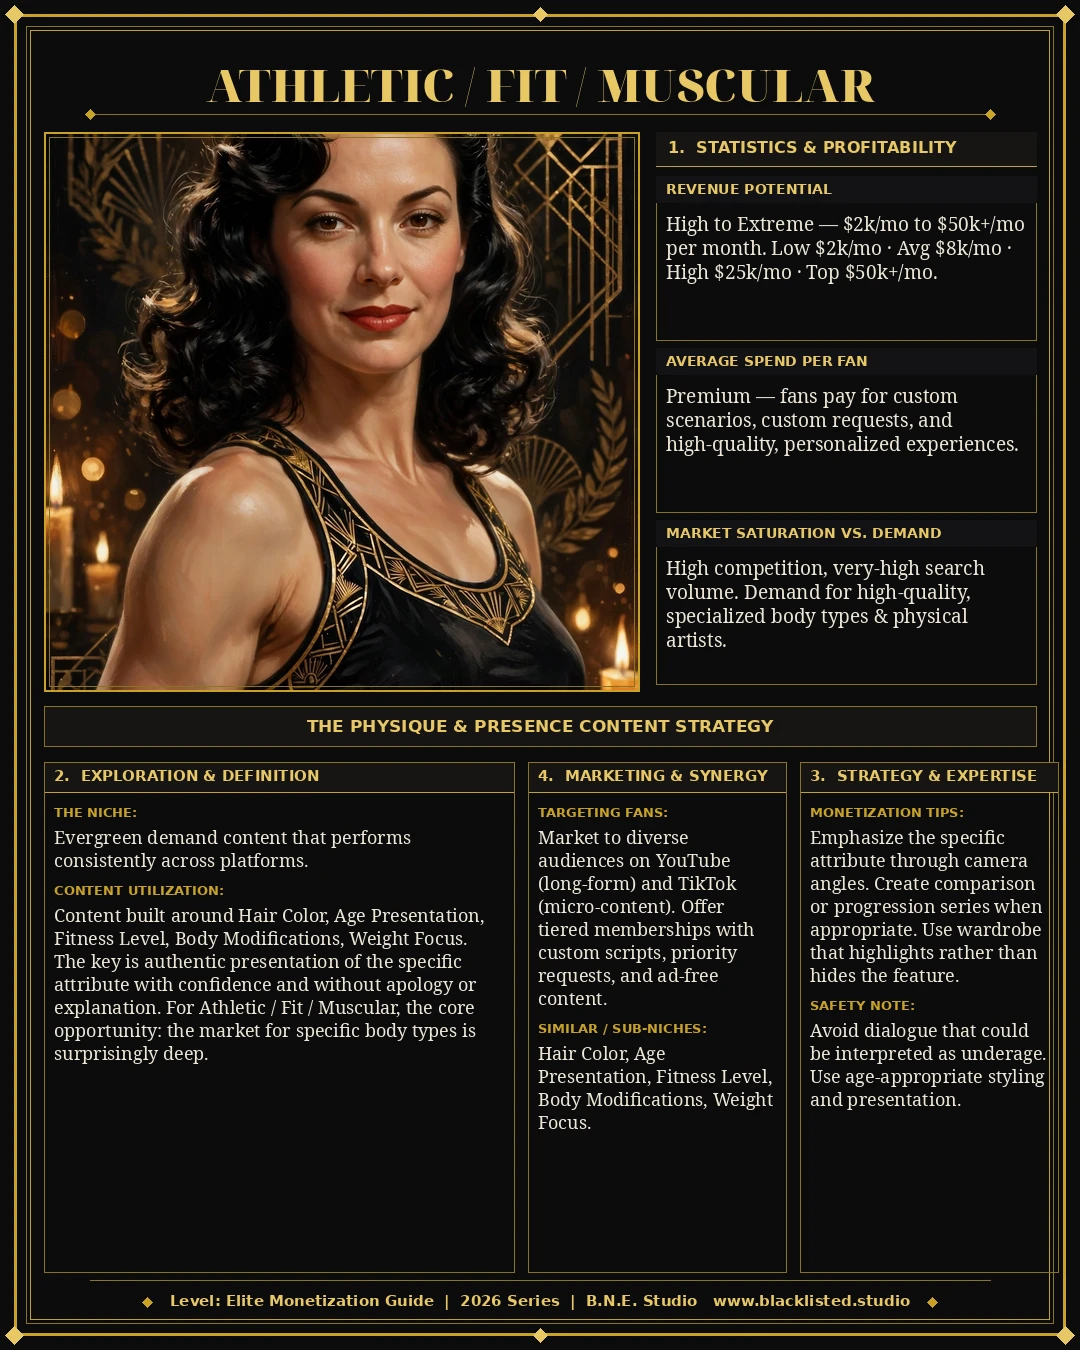 ATHLETIC / FIT / MUSCULAR
1. STATISTICS & PROFITABILITY
REVENUE POTENTIAL
High to Extreme — $2k/mo to $50k+/mo
per month. Low $2k/mo · Avg $8k/mo ·
High $25k/mo · Top $50k+/mo.
AVERAGE SPEND PER FAN
Premium — fans pay for custom
scenarios, custom requests, and
high-quality, personalized experiences.
MARKET SATURATION VS. DEMAND
High competition, very-high search
volume. Demand for high-quality,
specialized body types & physical
artists.
THE PHYSIQUE & PRESENCE CONTENT STRATEGY
2. EXPLORATION & DEFINITION
THE NICHE:
Evergreen demand content that performs
consistently across platforms.
CONTENT UTILIZATION:
Content built around Hair Color, Age Presentation,
Fitness Level, Body Modifications, Weight Focus.
The key is authentic presentation of the specific
attribute with confidence and without apology or
explanation. For Athletic / Fit / Muscular, the core
opportunity: the market for specific body types is
surprisingly deep.
4. MARKETING & SYNERGY
TARGETING FANS:
Market to diverse
audiences on YouTube
(long-form) and TikTok
(micro-content). Offer
tiered memberships with
custom scripts, priority
requests, and ad-free
content.
SIMILAR / SUB-NICHES:
Hair Color, Age
Presentation, Fitness Level,
Body Modifications, Weight
Focus.
3. STRATEGY & EXPERTISE
MONETIZATION TIPS:
Emphasize the specific
attribute through camera
angles. Create comparison
or progression series when
appropriate. Use wardrobe
that highlights rather than
hides the feature.
SAFETY NOTE:
Avoid dialogue that could
be interpreted as underage.
Use age-appropriate styling
and presentation.
Level: Elite Monetization Guide | 2026 Series | B.N.E. Studio www.blacklisted.studio